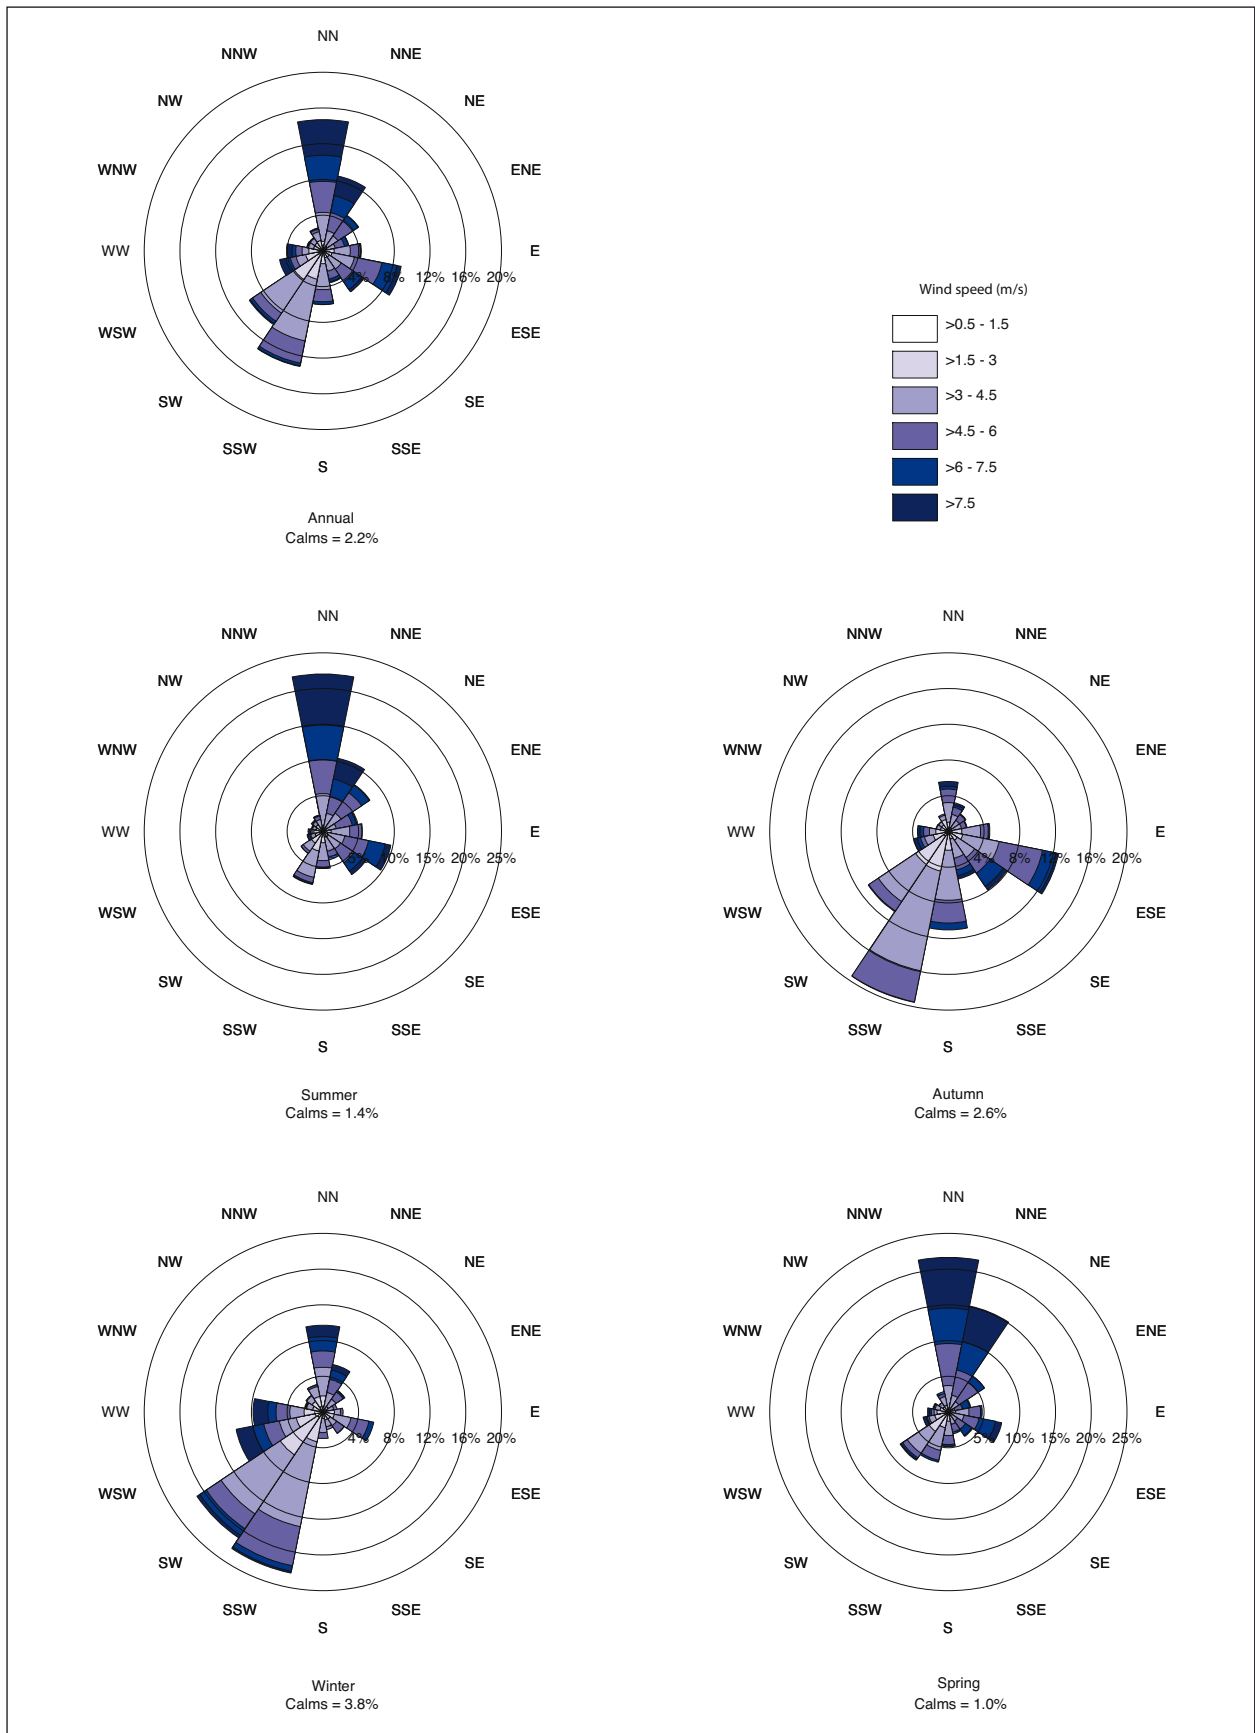 NN
NNW NNE
NW NE
WNW ENE
WW E
4% 8% 12% 16% 20%
WSW ESE
SW SE
SSW SSE
S
Annual
Calms = 2.2%
Wind speed (m/s)
>0.5 - 1.5
>1.5 - 3
>3 - 4.5
>4.5 - 6
>6 - 7.5
>7.5
NN
NNW NNE
NW NE
WNW ENE
WW E
5% 10% 15% 20% 25%
WSW ESE
SW SE
SSW SSE
S
Summer
Calms = 1.4%
NN
NNW NNE
NW NE
WNW ENE
WW E
4% 8% 12% 16% 20%
WSW ESE
SW SE
SSW SSE
S
Autumn
Calms = 2.6%
NN
NNW NNE
NW NE
WNW ENE
WW E
4% 8% 12% 16% 20%
WSW ESE
SW SE
SSW SSE
S
Winter
Calms = 3.8%
NN
NNW NNE
NW NE
WNW ENE
WW E
5% 10% 15% 20% 25%
WSW ESE
SW SE
SSW SSE
S
Spring
Calms = 1.0%